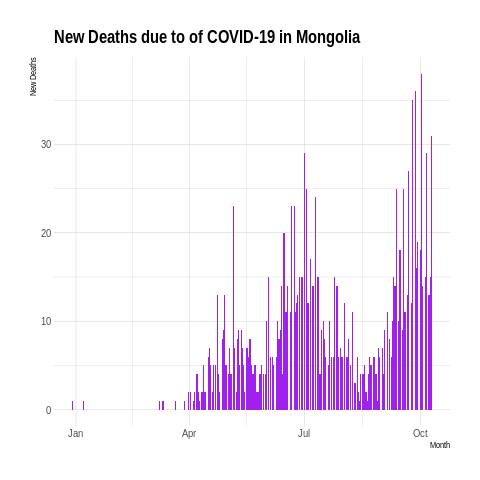 New Deaths due to of COVID-19 in Mongolia
New Deaths
30
20
10
0
Jan Apr Jul Oct
Month